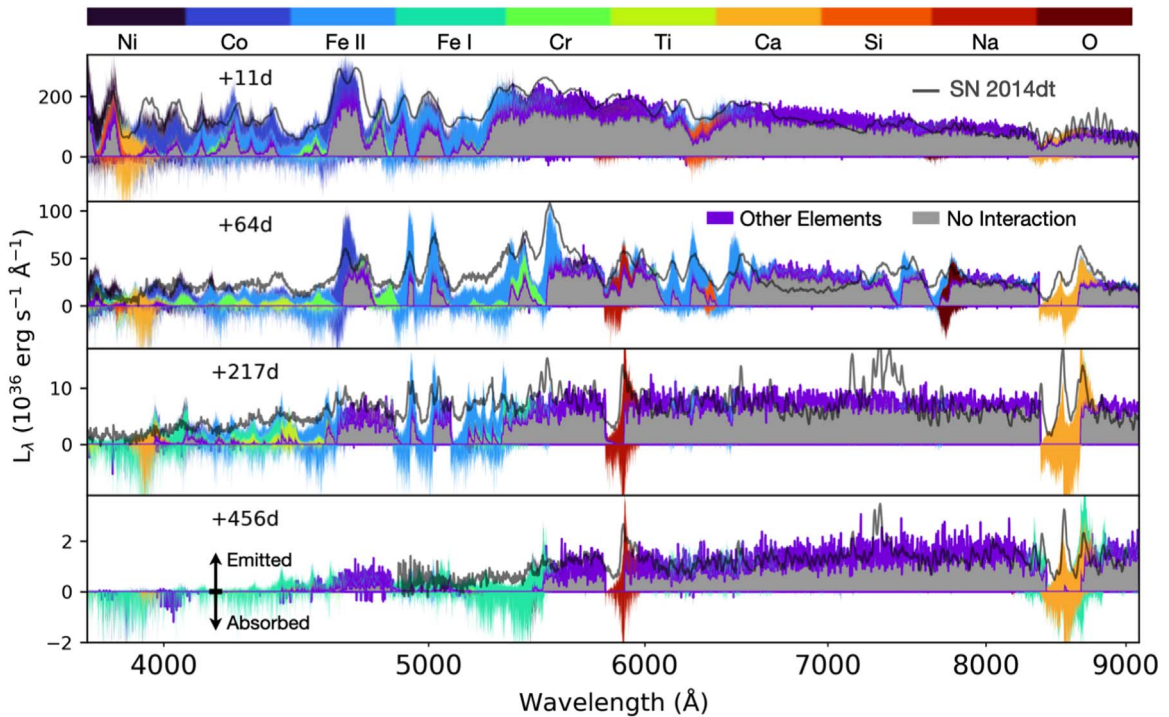 Ni Co Fe II Fe I Cr Ti Ca Si Na O
+11d
SN 2014dt
200
0
+64d
Other Elements
No Interaction
100
50
0
+217d
10
0
+456d
Emitted
Absorbed
2
0
−2
L_λ (10^36 erg s^−1 Å^−1)
4000 5000 6000 7000 8000 9000
Wavelength (Å)